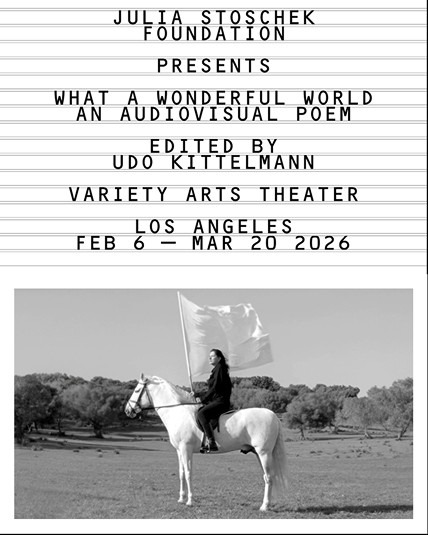 JULIA STOSCHEK
FOUNDATION
PRESENTS
WHAT A WONDERFUL WORLD
AN AUDIOVISUAL POEM
EDITED BY
UDO KITTELMANN
VARIETY ARTS THEATER
LOS ANGELES
FEB 6 — MAR 20 2026